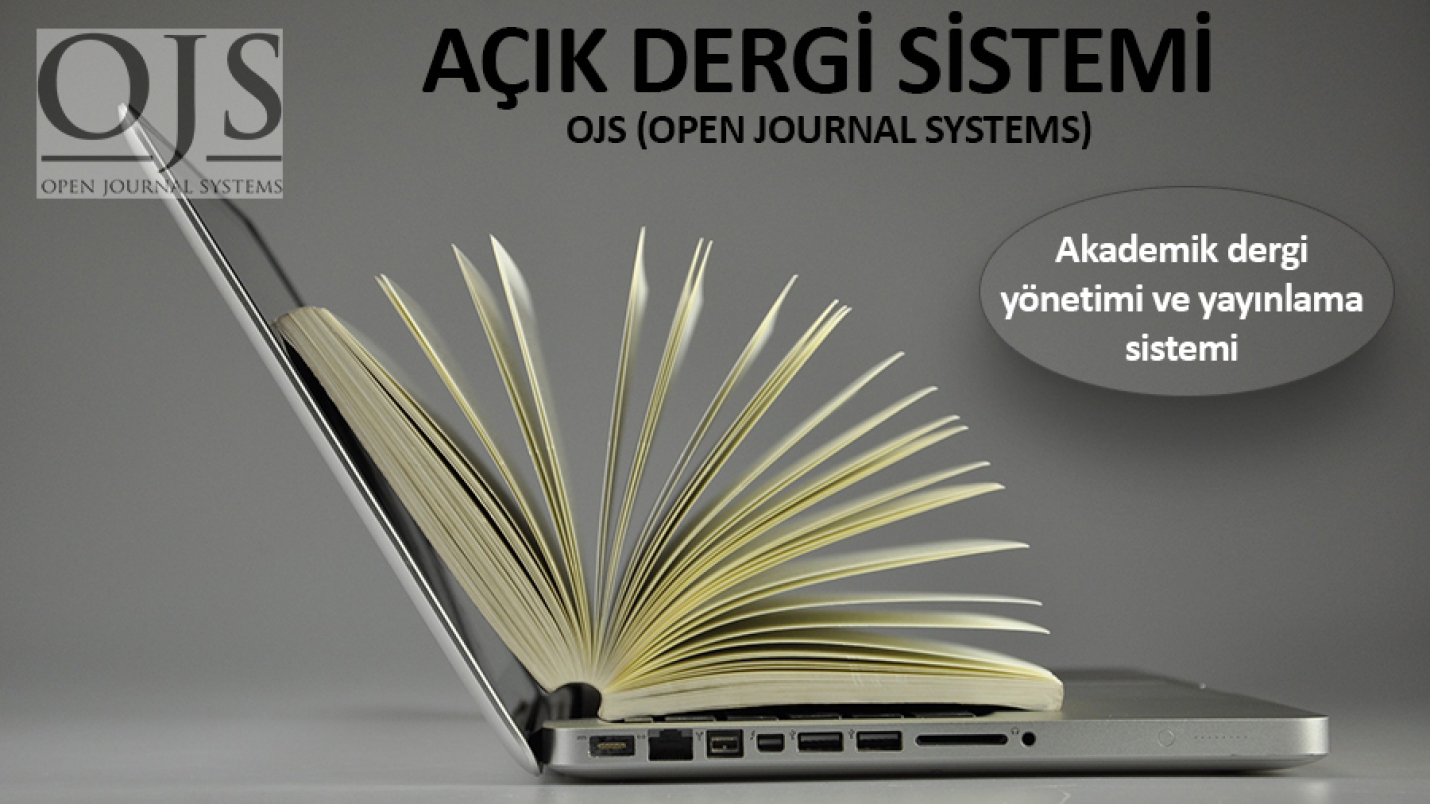 OJS
OPEN JOURNAL SYSTEMS
AÇIK DERGİ SİSTEMİ
OJS (OPEN JOURNAL SYSTEMS)
Akademik dergi
yönetimi ve yayınlama
sistemi